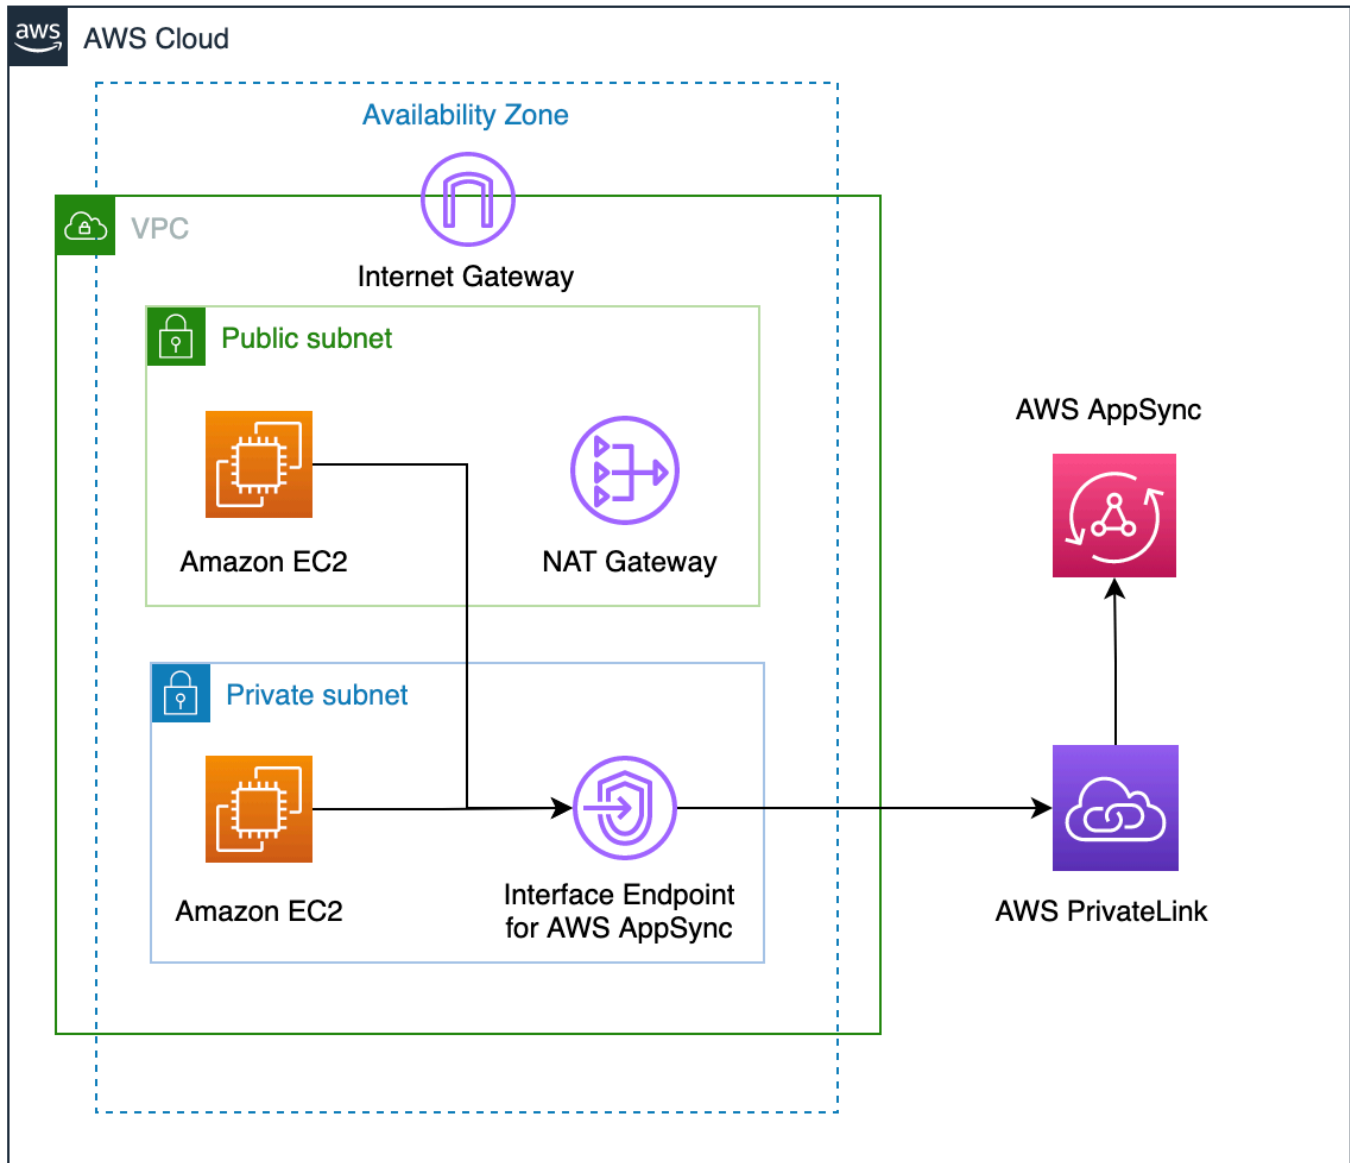 aws
AWS Cloud
Availability Zone
VPC
Internet Gateway
Public subnet
Amazon EC2
NAT Gateway
AWS AppSync
Private subnet
Amazon EC2
Interface Endpoint
for AWS AppSync
AWS PrivateLink